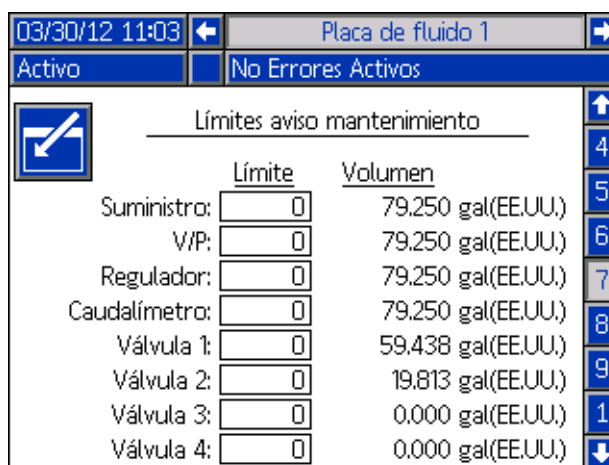 03/30/12 11:03 Placa de fluido 1
Activo No Errores Activos
Límites aviso mantenimiento
Límite Volumen
Suministro: 0 79.250 gal(EE.UU.)
V/P: 0 79.250 gal(EE.UU.)
Regulador: 0 79.250 gal(EE.UU.)
Caudalímetro: 0 79.250 gal(EE.UU.)
Válvula 1: 0 59.438 gal(EE.UU.)
Válvula 2: 0 19.813 gal(EE.UU.)
Válvula 3: 0 0.000 gal(EE.UU.)
Válvula 4: 0 0.000 gal(EE.UU.)
4
5
6
7
8
9
1